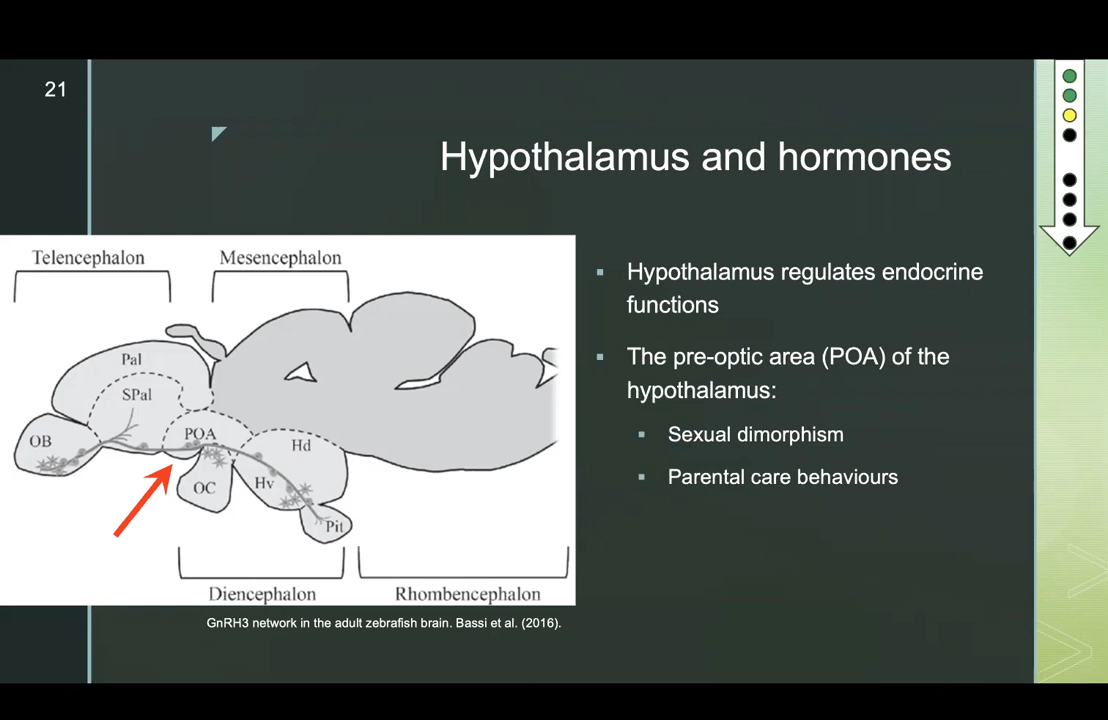 21
Hypothalamus and hormones
Telencephalon
Mesencephalon
Pal
SPal
OB
POA
Hd
OC
Hv
Pit
Diencephalon
Rhombencephalon
GnRH3 network in the adult zebrafish brain. Bassi et al. (2016).
Hypothalamus regulates endocrine
functions
The pre-optic area (POA) of the
hypothalamus:
Sexual dimorphism
Parental care behaviours